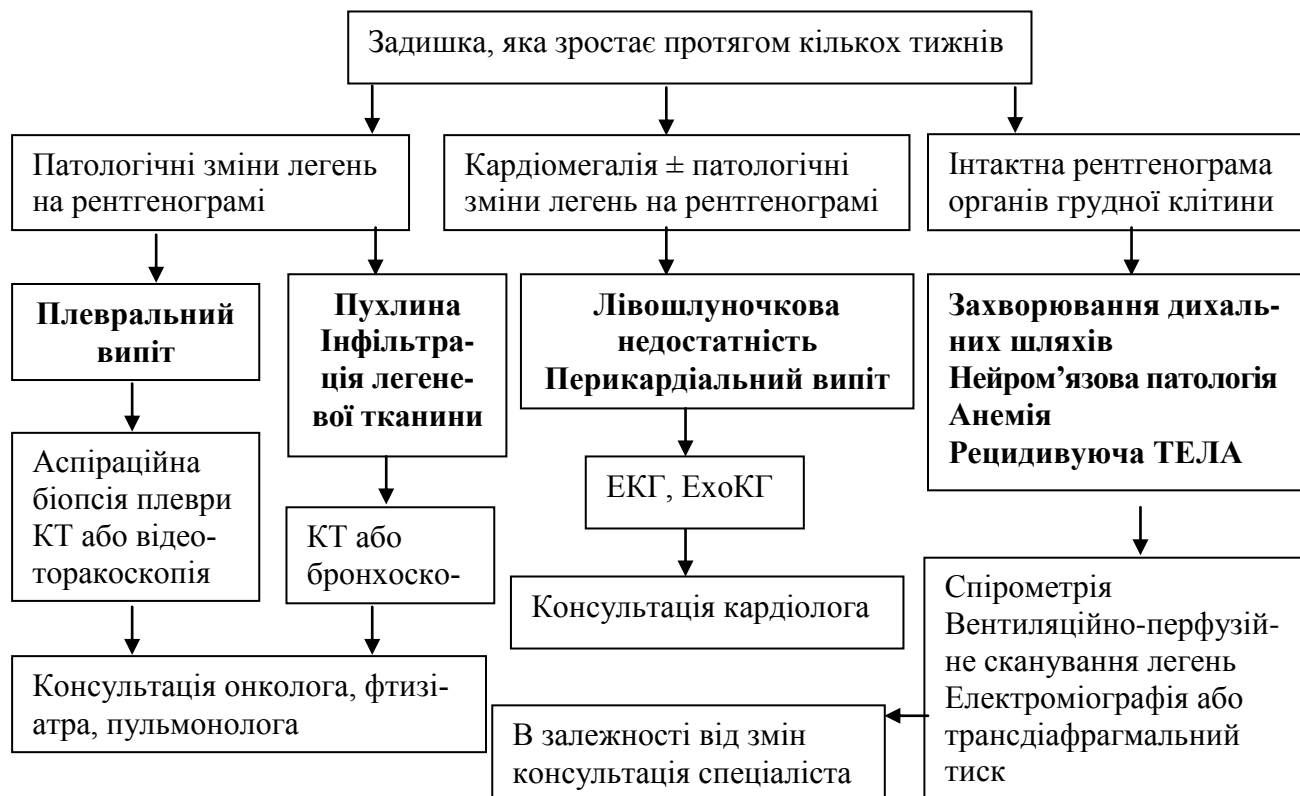 Задишка, яка зростає протягом кількох тижнів
Патологічні зміни легень
на рентгенограмі
Кардіомегалія ± патологічні
зміни легень на рентгенограмі
Інтактна рентгенограма
органів грудної клітини
Плевральний
випіт
Пухлина
Інфільтра-
ція легене-
вої тканини
Лівошлуночкова
недостатність
Перикардіальний випіт
Захворювання дихаль-
них шляхів
Нейром’язова патологія
Анемія
Рецидивуюча ТЕЛА
Аспіраційна
біопсія плеври
КТ або відео-
торакоскопія
КТ або
бронхоско-
ЕКГ, ЕхоКГ
Консультація кардіолога
Спірометрія
Вентиляційно-перфузій-
не сканування легень
Електроміографія або
трансдіафрагмальний
тиск
Консультація онколога, фтизі-
атра, пульмонолога
В залежності від змін
консультація спеціаліста